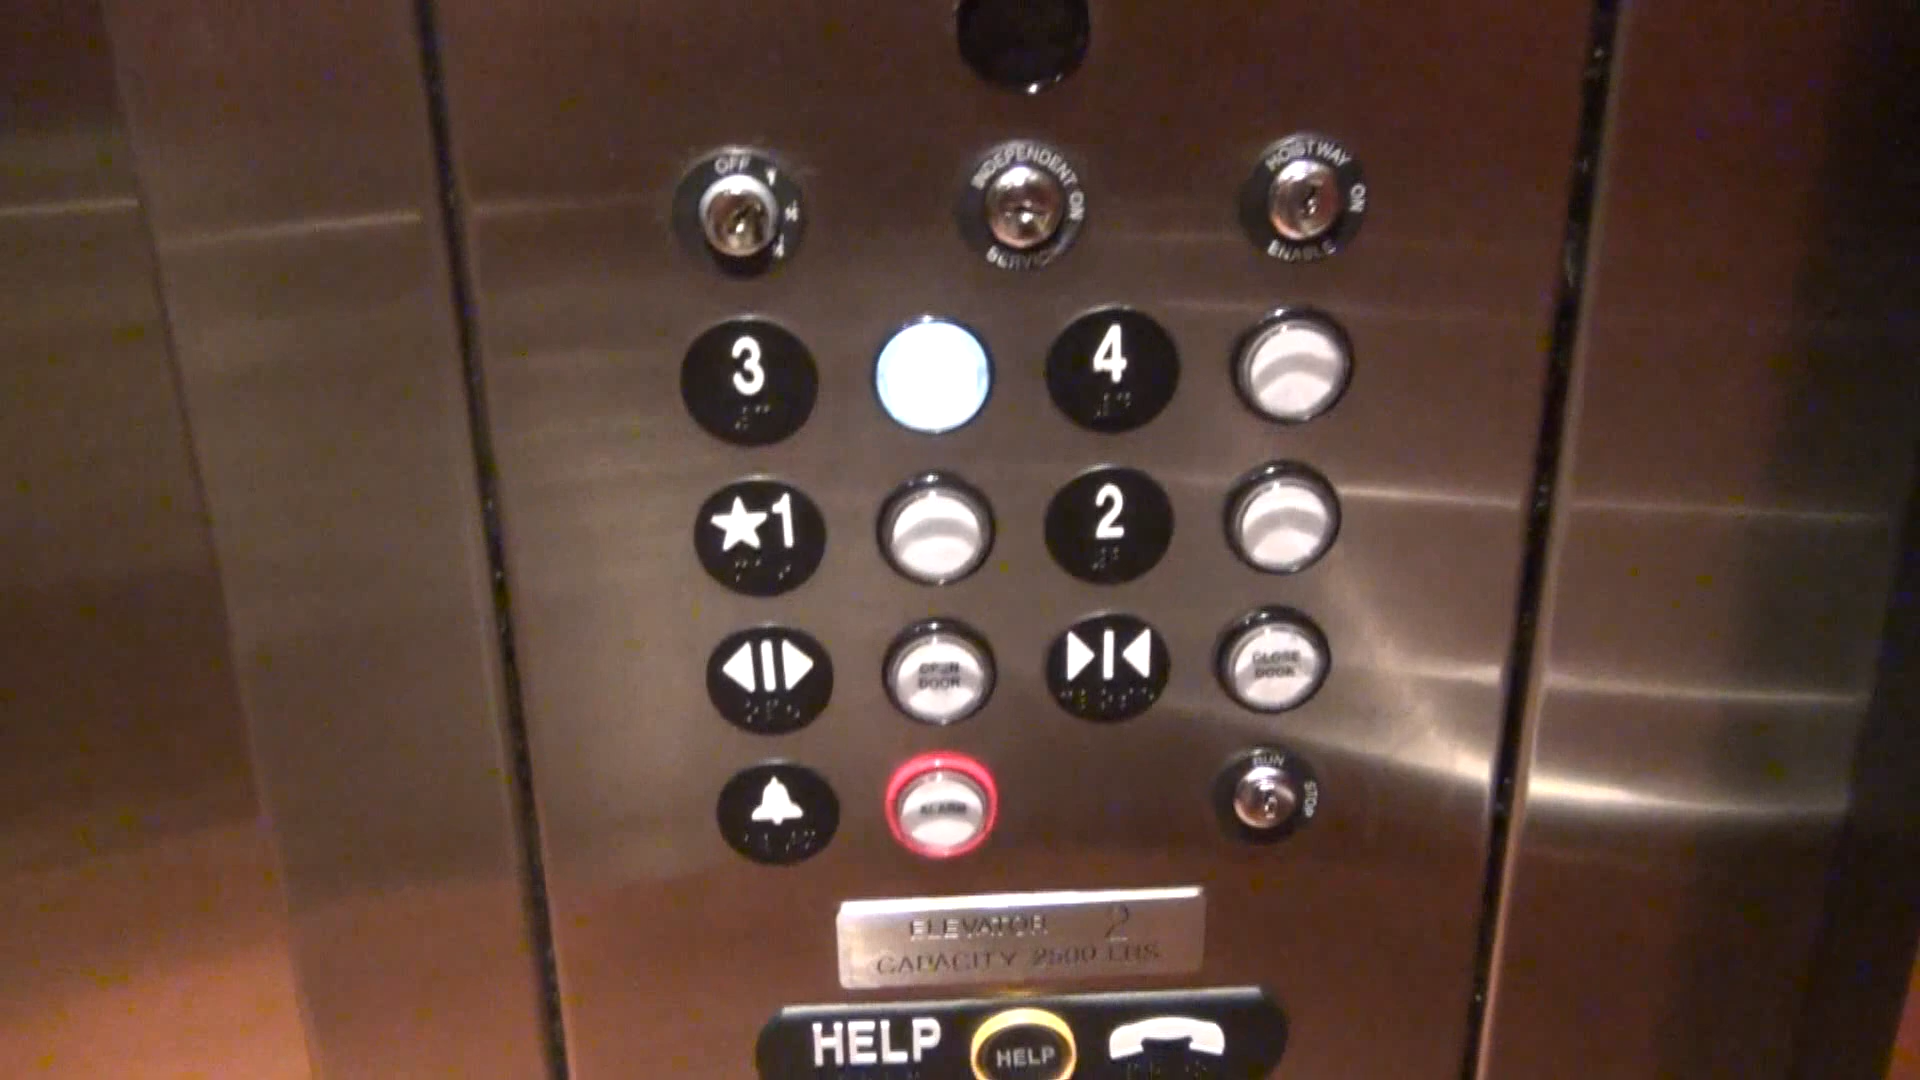 OFF
INDEPENDENT ON
SERVICE
HOISTWAY ON
ENABLE
3
4
★1
2
OPEN
DOOR
CLOSE
DOOR
ALARM
RUN
STOP
ELEVATOR 2
CAPACITY 2500 LBS
HELP
HELP